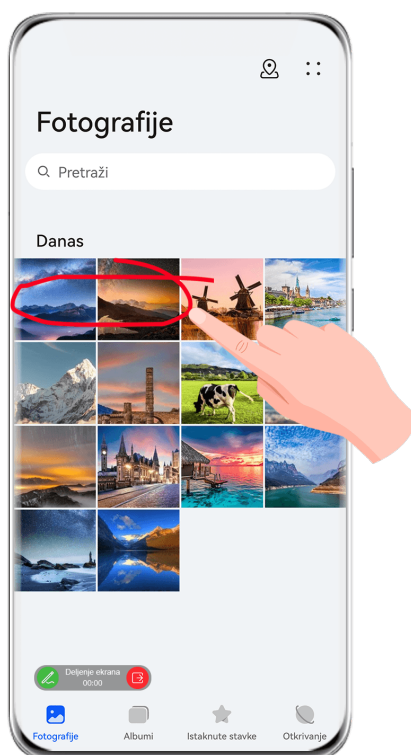 Fotografije
Pretraži
Danas
Deljenje ekrana
00:00
Fotografije
Albumi
Istaknute stavke
Otkrivanje